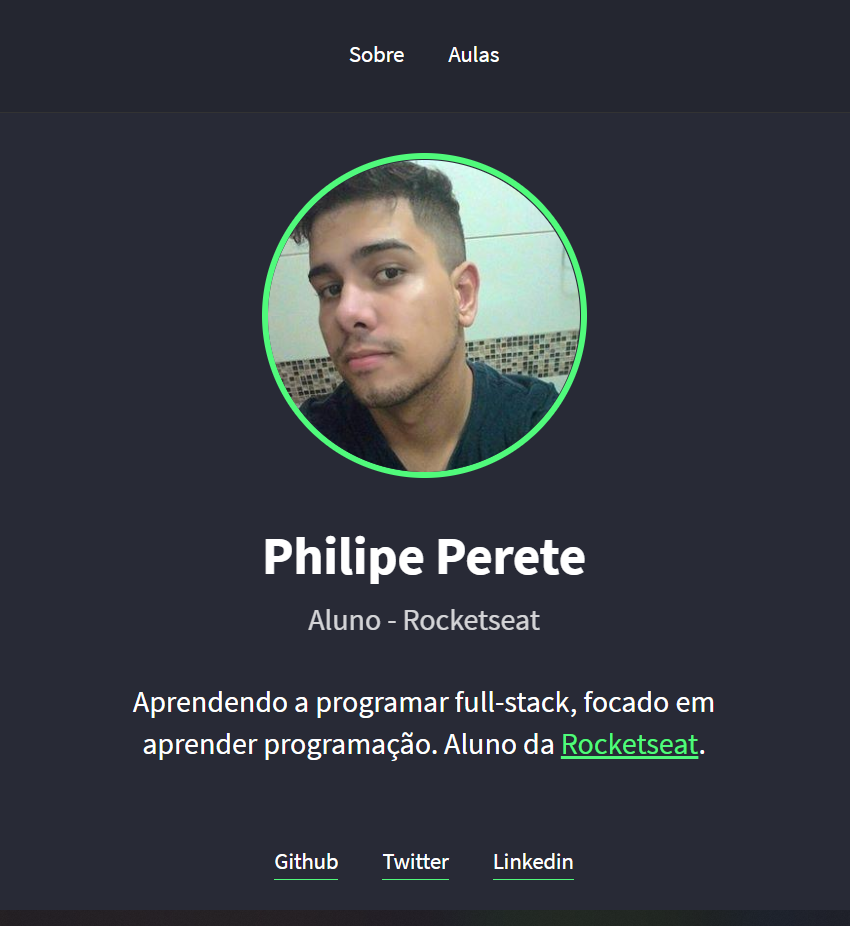 Sobre Aulas
Philipe Perete
Aluno - Rocketseat
Aprendendo a programar full-stack, focado em
aprender programação. Aluno da Rocketseat.
Github Twitter Linkedin